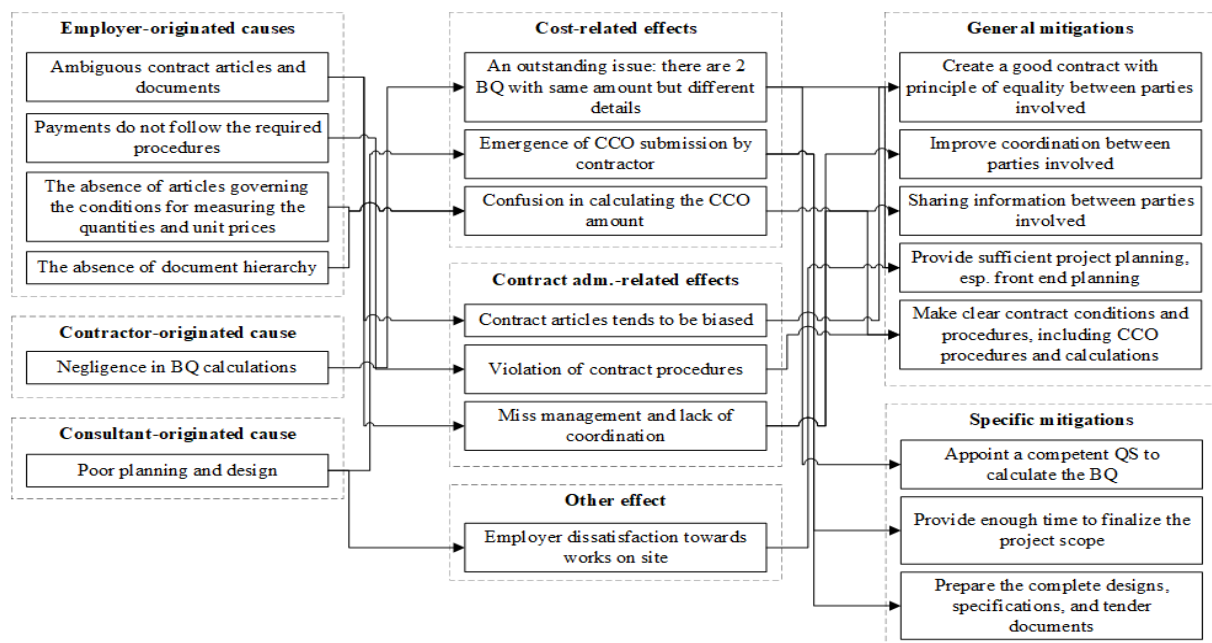 Employer-originated causes
Ambiguous contract articles and
documents
Payments do not follow the required
procedures
The absence of articles governing
the conditions for measuring the
quantities and unit prices
The absence of document hierarchy
Contractor-originated cause
Negligence in BQ calculations
Consultant-originated cause
Poor planning and design
Cost-related effects
An outstanding issue: there are 2
BQ with same amount but different
details
Emergence of CCO submission by
contractor
Confusion in calculating the CCO
amount
Contract adm.-related effects
Contract articles tends to be biased
Violation of contract procedures
Miss management and lack of
coordination
Other effect
Employer dissatisfaction towards
works on site
General mitigations
Create a good contract with
principle of equality between parties
involved
Improve coordination between
parties involved
Sharing information between parties
involved
Provide sufficient project planning,
esp. front end planning
Make clear contract conditions and
procedures, including CCO
procedures and calculations
Specific mitigations
Appoint a competent QS to
calculate the BQ
Provide enough time to finalize the
project scope
Prepare the complete designs,
specifications, and tender
documents